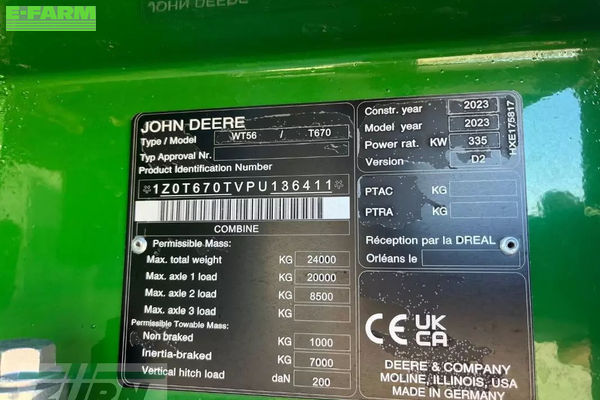 E-FARM
JOHN DEERE
JOHN DEERE
Type / Model WT56 / T670
Typ Approval Nr.
Product Identification Number
1Z0T670TVPU136411
COMBINE
Permissible Mass:
Max. total weight KG 24000
Max. axle 1 load KG 20000
Max. axle 2 load KG 8500
Max. axle 3 load KG
Permissible Towable Mass:
Non braked KG 1000
Inertia-braked KG 7000
Vertical hitch load daN 200
Constr. year 2023
Model year 2023
Power rat. KW 335
Version D2
HXE175817
PTAC KG
PTRA KG
Réception par la DREAL
Orléans le
CE UK
CA
DEERE & COMPANY
MOLINE, ILLINOIS, USA
MADE IN GERMANY
ZÜRN